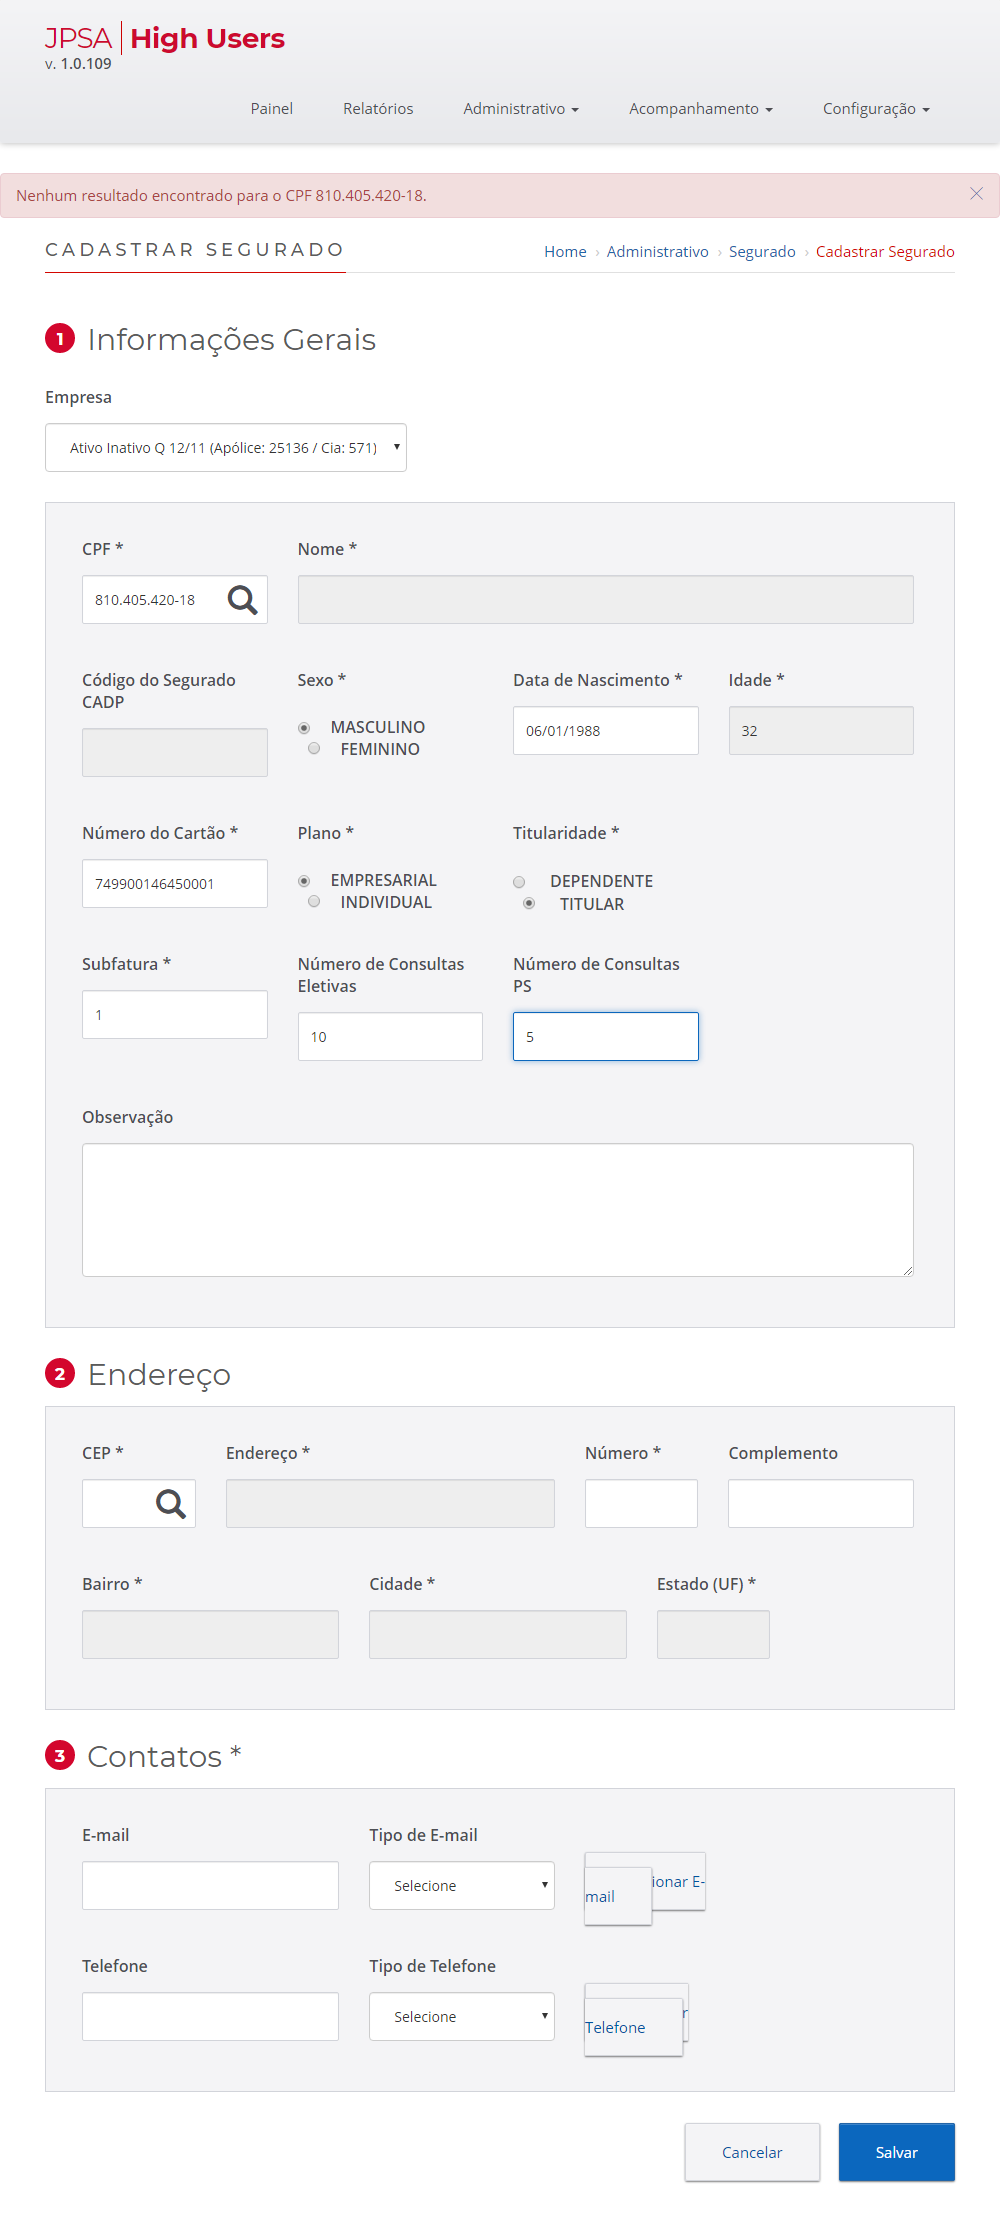 JPSA High Users
v. 1.0.109
Painel Relatórios Administrativo Acompanhamento Configuração
Nenhum resultado encontrado para o CPF 810.405.420-18.
CADASTRAR SEGURADO
Home › Administrativo › Segurado › Cadastrar Segurado
1 Informações Gerais
Empresa
Ativo Inativo Q 12/11 (Apólice: 25136 / Cia: 571)
CPF * Nome *
810.405.420-18
Código do Segurado CADP
Sexo *
MASCULINO
FEMININO
Data de Nascimento *
06/01/1988
Idade *
32
Número do Cartão *
749900146450001
Plano *
EMPRESARIAL
INDIVIDUAL
Titularidade *
DEPENDENTE
TITULAR
Subfatura *
1
Número de Consultas
Eletivas
10
Número de Consultas
PS
5
Observação
2 Endereço
CEP * Endereço * Número * Complemento
Bairro * Cidade * Estado (UF) *
3 Contatos *
E-mail Tipo de E-mail
Selecione
ionar E-
mail
Telefone Tipo de Telefone
Selecione
r
Telefone
Cancelar Salvar